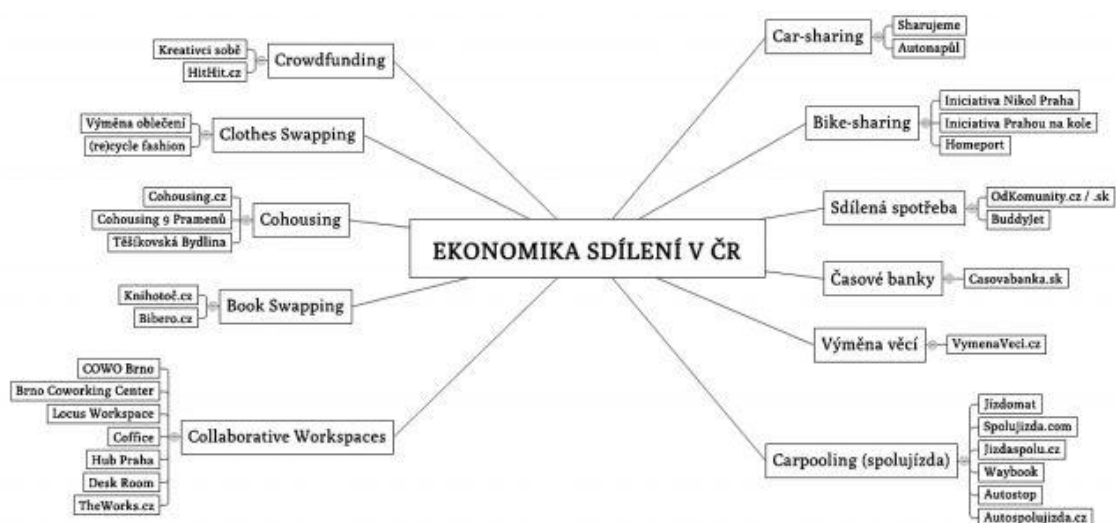 EKONOMIKA SDÍLENÍ V ČR
Crowdfunding
Kreativci sobě
HitHit.cz
Clothes Swapping
Výměna oblečení
(re)cycle fashion
Cohousing
Cohousing.cz
Cohousing 9 Pramenů
Těšíkovská Bydlina
Book Swapping
Knihotoč.cz
Bibero.cz
Collaborative Workspaces
COWO Brno
Brno Coworking Center
Locus Workspace
Coffice
Hub Praha
Desk Room
TheWorks.cz
Car-sharing
Sharujeme
Autonapůl
Bike-sharing
Iniciativa Nikol Praha
Iniciativa Prahou na kole
Homeport
Sdílená spotřeba
OdKomunity.cz / .sk
BuddyJet
Časové banky
Casovabanka.sk
Výměna věcí
VymenaVeci.cz
Carpooling (spolujízda)
Jízdomat
Spolujizda.com
Jizdaspolu.cz
Waybook
Autostop
Autospolujizda.cz